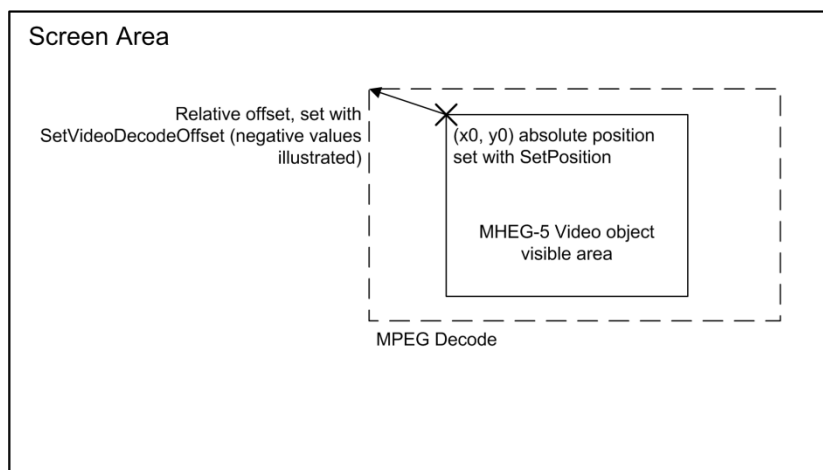 Screen Area
Relative offset, set with
SetVideoDecodeOffset (negative values
illustrated)
(x0, y0) absolute position
set with SetPosition
MHEG-5 Video object
visible area
MPEG Decode